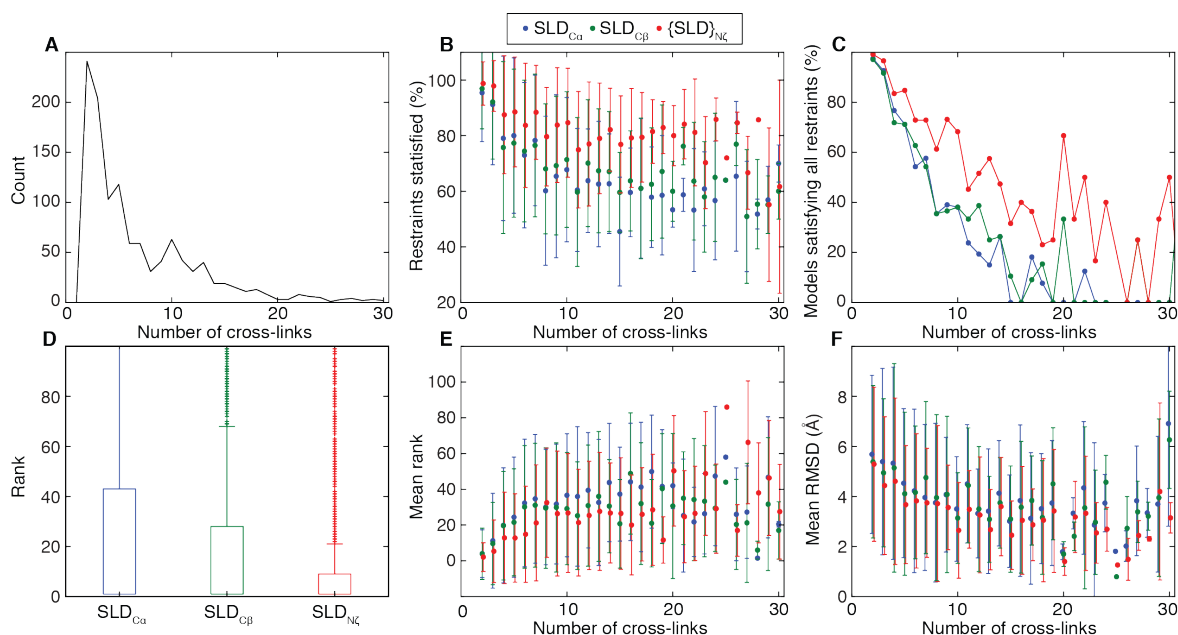 SLDCα SLDCβ {SLD}Nζ
A
Count
200
150
100
50
0
0 10 20 30
Number of cross-links
B
Restraints statisfied (%)
100
80
60
40
20
0 10 20 30
Number of cross-links
C
Models satisfying all restraints (%)
100
80
60
40
20
0
0 10 20 30
Number of cross-links
D
Rank
100
80
60
40
20
0
SLDCα SLDCβ SLDNζ
E
Mean rank
100
80
60
40
20
0
0 10 20 30
Number of cross-links
F
Mean RMSD (Å)
8
6
4
2
0
0 10 20 30
Number of cross-links